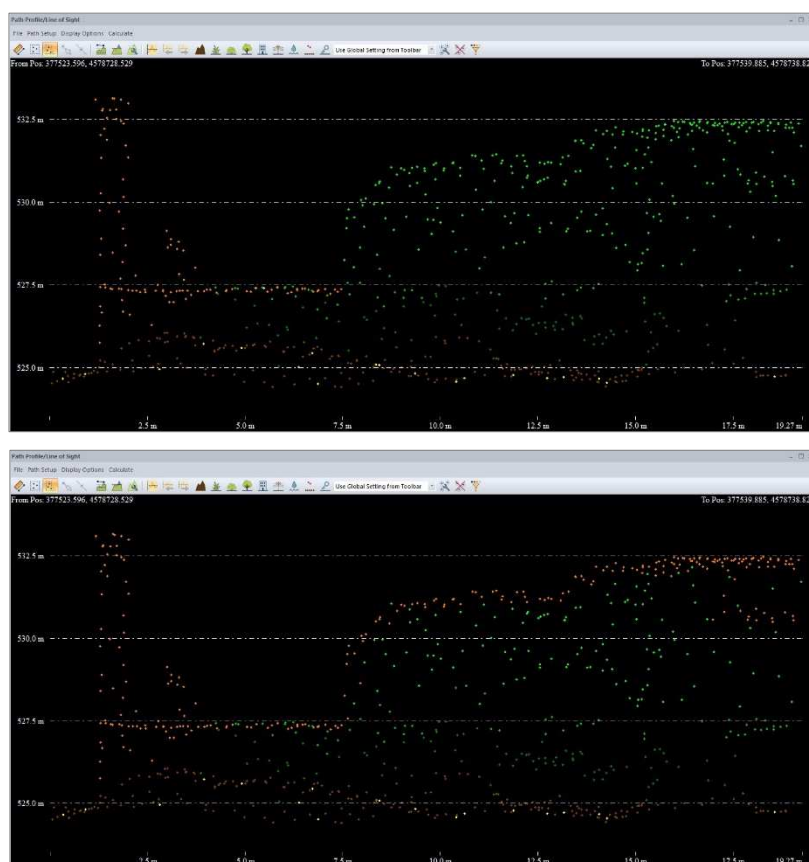 Path Profile/Line of Sight
File Path Setup Display Options Calculate
Use Global Setting from Toolbar
From Pos: 377523.596, 4578728.529 To Pos: 377539.885, 4578738.82
532.5 m
530.0 m
527.5 m
525.0 m
2.5 m 5.0 m 7.5 m 10.0 m 12.5 m 15.0 m 17.5 m 19.27 m
Path Profile/Line of Sight
File Path Setup Display Options Calculate
Use Global Setting from Toolbar
From Pos: 377523.596, 4578728.529 To Pos: 377539.885, 4578738.82
532.5 m
530.0 m
527.5 m
525.0 m
2.5 m 5.0 m 7.5 m 10.0 m 12.5 m 15.0 m 17.5 m 19.27 m